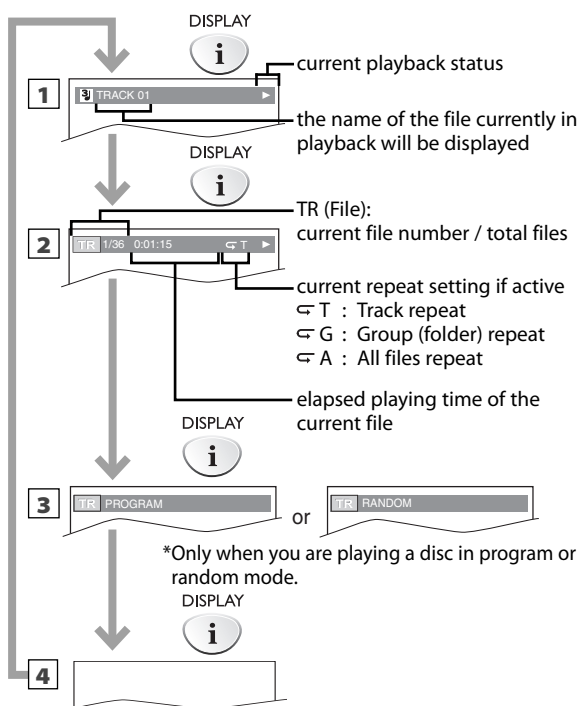 DISPLAY
i
current playback status
1
TRACK 01
the name of the file currently in
playback will be displayed
DISPLAY
i
TR (File):
current file number / total files
2
TR 1/36 0:01:15 T
current repeat setting if active
T : Track repeat
G : Group (folder) repeat
A : All files repeat
elapsed playing time of the
current file
DISPLAY
i
3
TR PROGRAM
or
TR RANDOM
*Only when you are playing a disc in program or
random mode.
DISPLAY
i
4